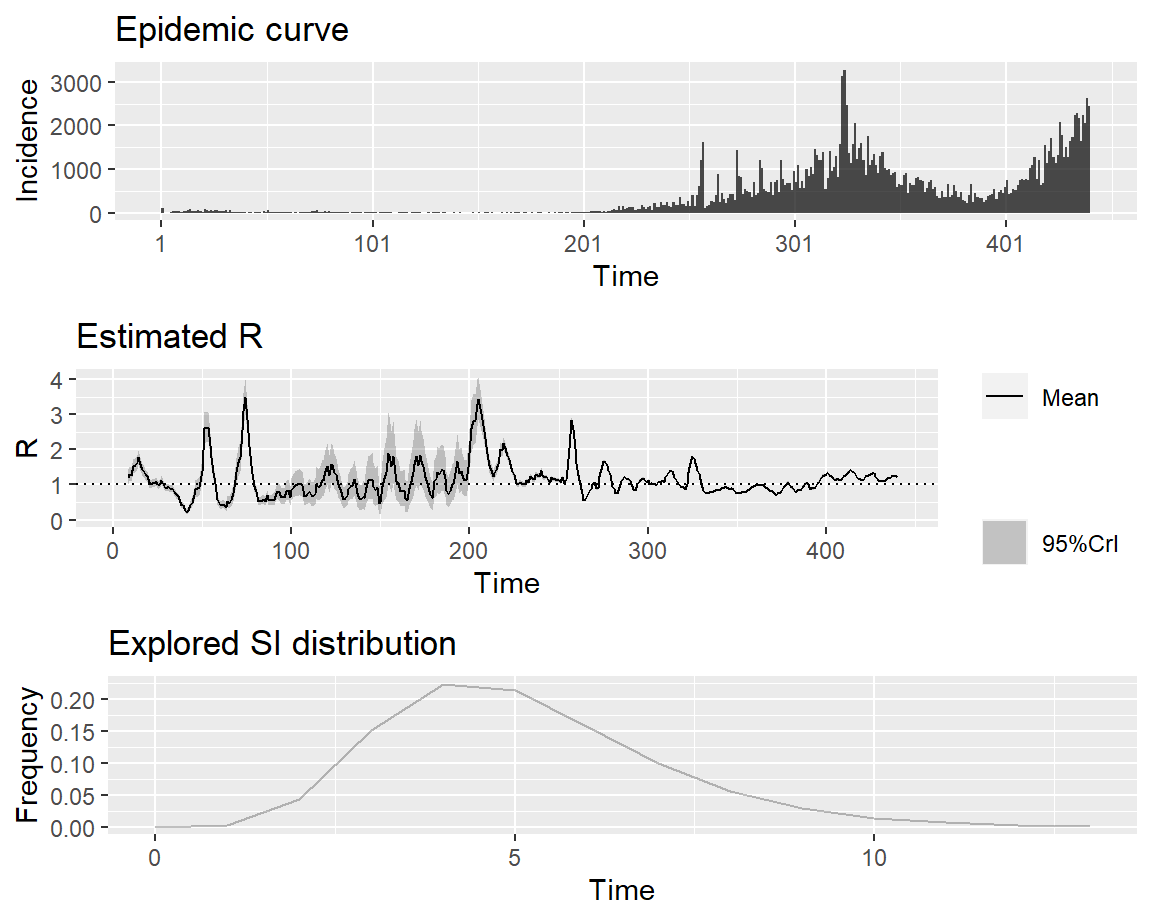 Epidemic curve
3000
2000
1000
0
Incidence
1 101 201 301 401
Time
Estimated R
4
3
2
1
0
R
0 100 200 300 400
Time
Mean
95%CrI
Explored SI distribution
0.20
0.15
0.10
0.05
0.00
Frequency
0 5 10
Time